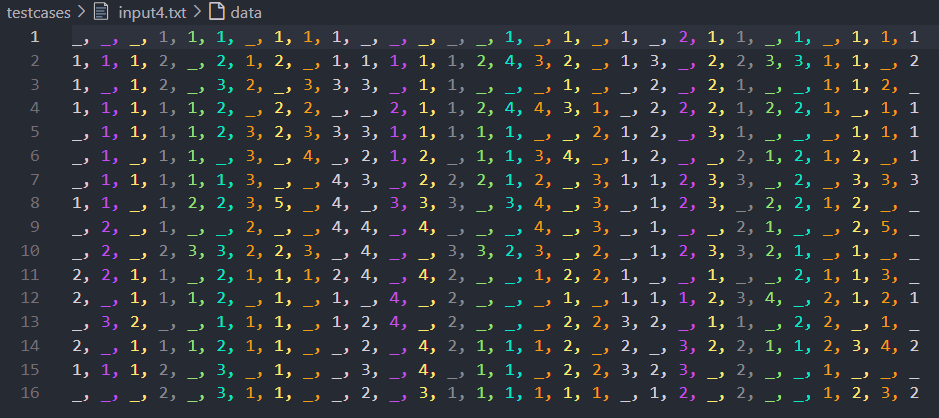 testcases > input4.txt > data
1 _, _, _, 1, 1, 1, _, 1, 1, 1, _, _, _, _, _, 1, _, 1, _, 1, _, 2, 1, 1, _, 1, _, 1, 1, 1
2 1, 1, 1, 2, _, 2, 1, 2, _, 1, 1, 1, 1, 1, 2, 4, 3, 2, _, 1, 3, _, 2, 2, 3, 3, 1, 1, _, 2
3 1, _, 1, 2, _, 3, 2, _, 3, 3, 3, _, 1, 1, _, _, _, 1, _, _, 2, _, 2, 1, _, _, 1, 1, 2, _
4 1, 1, 1, 1, 1, 2, _, 2, 2, _, _, 2, 1, 1, 2, 4, 4, 3, 1, _, 2, 2, 2, 1, 2, 2, 1, _, 1, 1
5 _, 1, 1, 1, 1, 2, 3, 2, 3, 3, 3, 1, 1, 1, 1, 1, _, _, 2, 1, 2, _, 3, 1, _, _, _, 1, 1, 1
6 _, 1, _, 1, 1, _, 3, _, 4, _, 2, 1, 2, _, 1, 1, 3, 4, _, 1, 2, _, _, 2, 1, 2, 1, 2, _, 1
7 _, 1, 1, 1, 1, 1, 3, _, _, 4, 3, _, 2, 2, 2, 1, 2, _, 3, 1, 1, 2, 3, 3, _, 2, _, 3, 3, 3
8 1, 1, _, 1, 2, 2, 3, 5, _, 4, _, 3, 3, 3, _, 3, 4, _, 3, _, 1, 2, 3, _, 2, 2, 1, 2, _, _
9 _, 2, _, 1, _, _, 2, _, _, 4, 4, _, 4, _, _, _, 4, _, 3, _, 1, _, _, 2, 1, _, _, 2, 5, _
10 _, 2, _, 2, 3, 3, 2, 2, 3, _, 4, _, _, 3, 3, 2, 3, _, 2, _, 1, 2, 3, 3, 2, 1, _, 1, _, _
11 2, 2, 1, 1, _, 2, 1, 1, 1, 2, 4, _, 4, 2, _, _, 1, 2, 2, 1, _, _, 1, _, _, 2, 1, 1, 3, _
12 2, _, 1, 1, 1, 2, _, 1, _, 1, _, 4, _, 2, _, _, _, 1, _, 1, 1, 1, 2, 3, 4, _, 2, 1, 2, 1
13 _, 3, 2, _, _, 1, 1, 1, _, 1, 2, 4, _, 2, _, _, _, 2, 2, 3, 2, _, 1, 1, _, 2, 2, _, 1, _
14 2, _, 1, 1, 1, 2, 1, 1, _, _, 2, _, 4, 2, 1, 1, 1, 2, _, 2, _, 3, 2, 2, 1, 1, 2, 3, 4, 2
15 1, 1, 1, 2, _, 3, _, 1, _, _, 3, _, 4, _, 1, 1, _, 2, 2, 3, 2, 3, _, 2, _, _, 1, _, _, _
16 _, _, _, 2, _, 3, 1, 1, _, _, 2, _, 3, 1, 1, 1, 1, 1, 1, _, 1, 2, _, 2, _, _, 1, 2, 3, 2